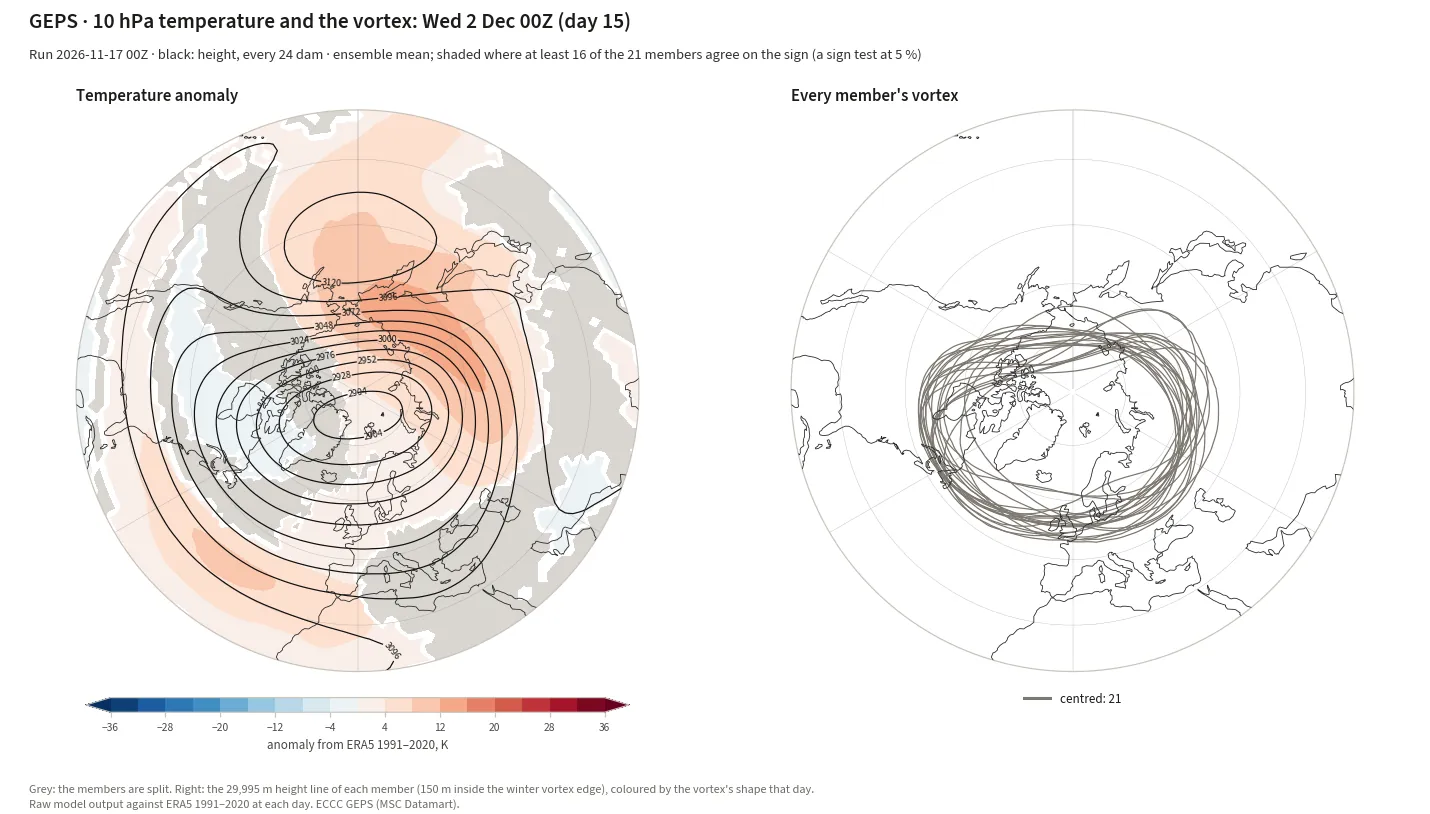 GEPS · 10 hPa temperature and the vortex: Wed 2 Dec 00Z (day 15)
Run 2026-11-17 00Z · black: height, every 24 dam · ensemble mean; shaded where at least 16 of the 21 members agree on the sign (a sign test at 5 %)
Temperature anomaly
Every member's vortex
3120
3096
3072
3048
3024
3000
2976
2952
2928
2904
2904
3096
−36 −28 −20 −12 −4 4 12 20 28 36
anomaly from ERA5 1991–2020, K
centred: 21
Grey: the members are split. Right: the 29,995 m height line of each member (150 m inside the winter vortex edge), coloured by the vortex's shape that day.
Raw model output against ERA5 1991–2020 at each day. ECCC GEPS (MSC Datamart).